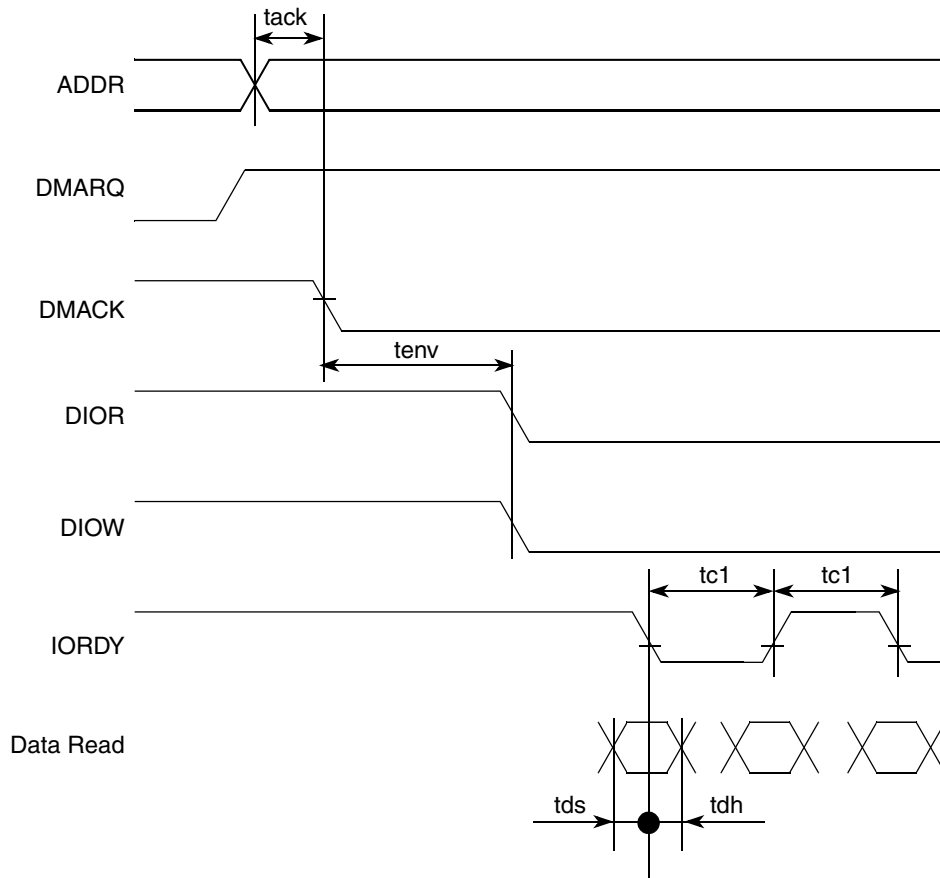 tack
ADDR
DMARQ
DMACK
tenv
DIOR
DIOW
tc1 tc1
IORDY
Data Read
tds tdh